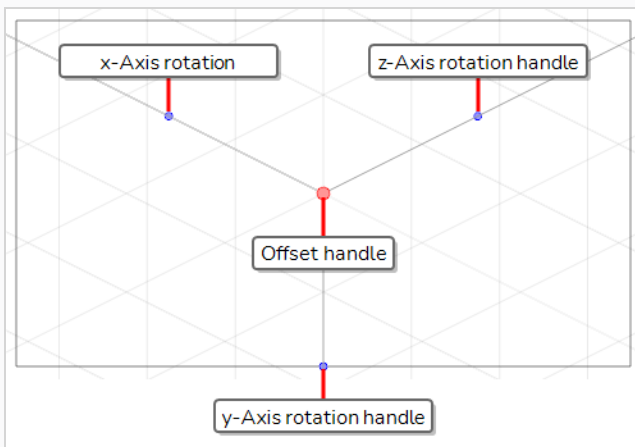 x-Axis rotation
z-Axis rotation handle
Offset handle
y-Axis rotation handle